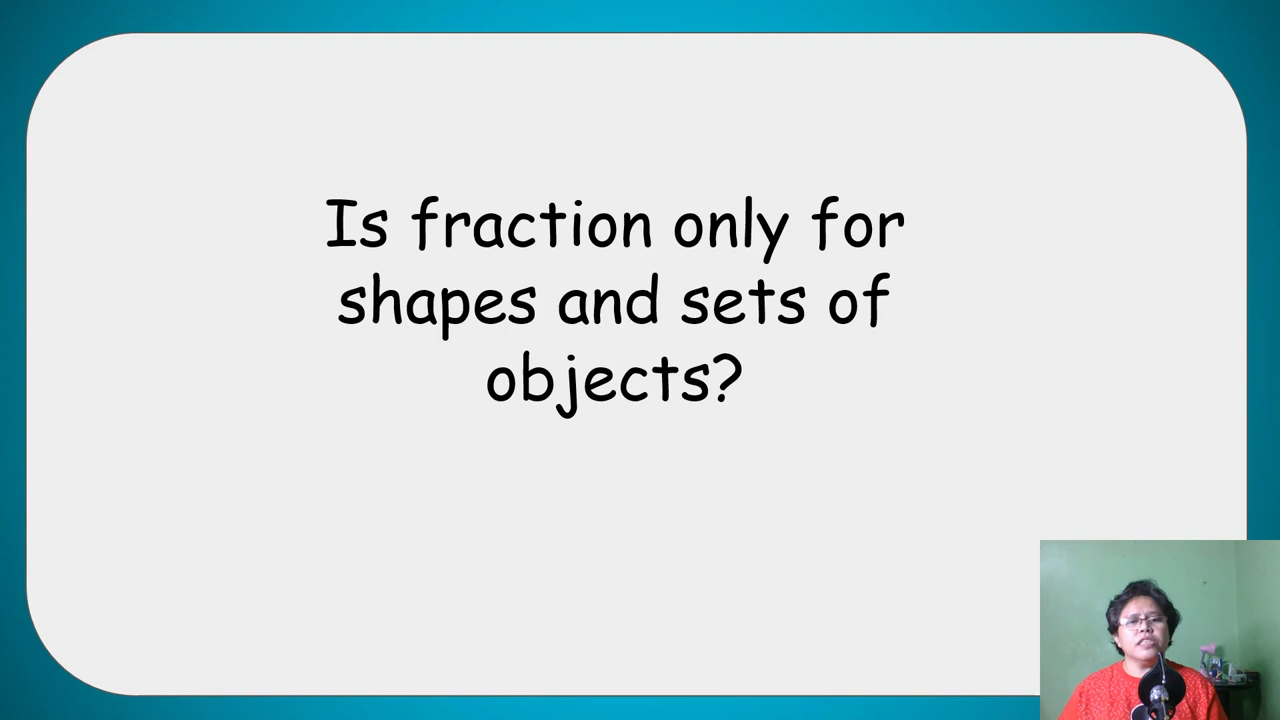 Is fraction only for
shapes and sets of
objects?